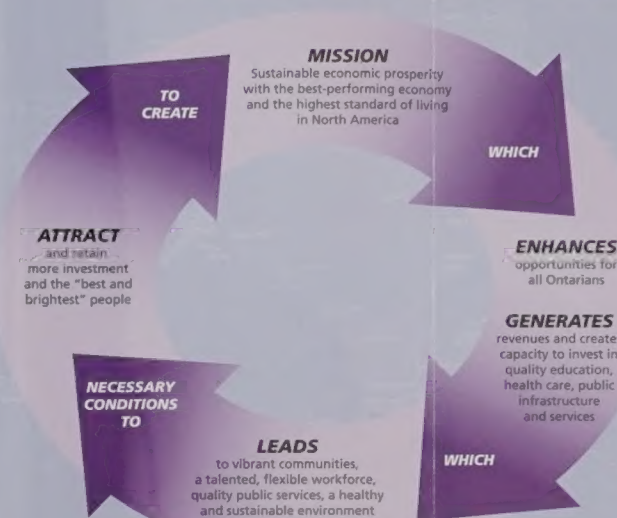 MISSION
Sustainable economic prosperity
with the best-performing economy
and the highest standard of living
in North America
WHICH
ENHANCES
opportunities for
all Ontarians
GENERATES
revenues and create
capacity to invest in
quality education,
health care, public
infrastructure
and services
WHICH
LEADS
to vibrant communities,
a talented, flexible workforce,
quality public services, a healthy
and sustainable environment
NECESSARY
CONDITIONS
TO
ATTRACT
and retain
more investment
and the "best and
brightest" people
TO
CREATE